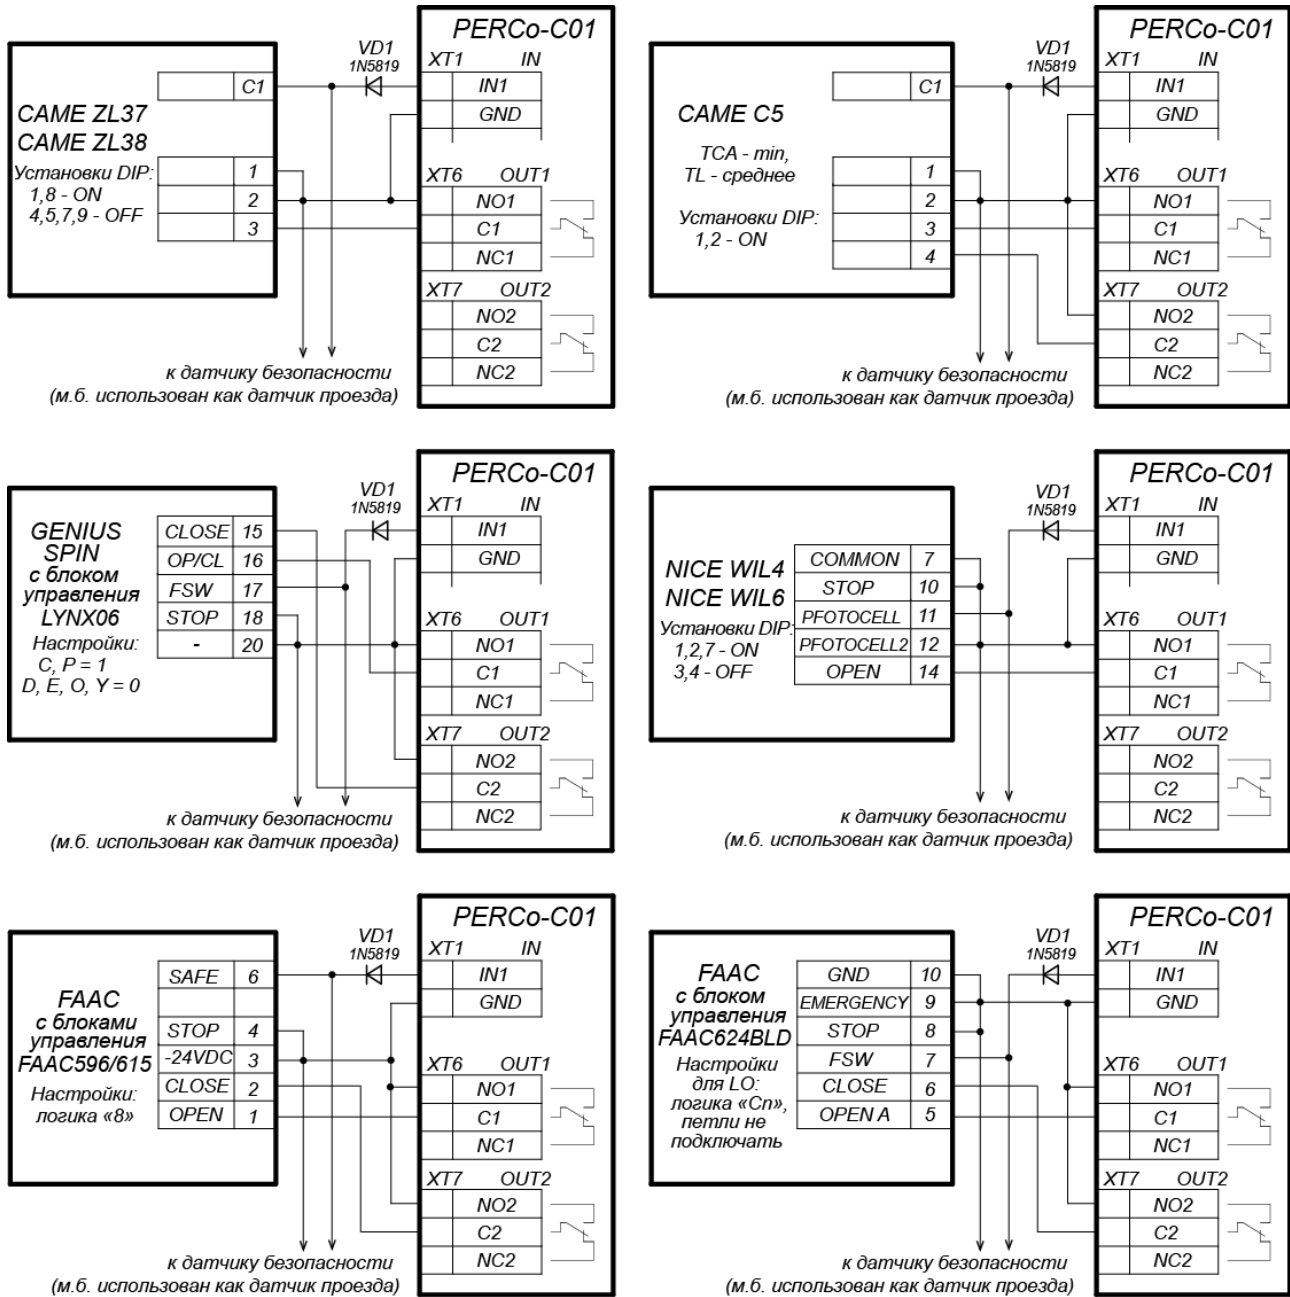 CAME ZL37
CAME ZL38
Установки DIP:
1,8 - ON
4,5,7,9 - OFF
C1
1
2
3
VD1
1N5819
PERCo-C01
XT1 IN
IN1
GND
XT6 OUT1
NO1
C1
NC1
XT7 OUT2
NO2
C2
NC2
к датчику безопасности
(м.б. использован как датчик проезда)
CAME C5
TCA - min,
TL - среднее
Установки DIP:
1,2 - ON
C1
1
2
3
4
VD1
1N5819
PERCo-C01
XT1 IN
IN1
GND
XT6 OUT1
NO1
C1
NC1
XT7 OUT2
NO2
C2
NC2
к датчику безопасности
(м.б. использован как датчик проезда)
GENIUS
SPIN
с блоком
управления
LYNX06
Настройки:
C, P = 1
D, E, O, Y = 0
CLOSE 15
OP/CL 16
FSW 17
STOP 18
- 20
VD1
1N5819
PERCo-C01
XT1 IN
IN1
GND
XT6 OUT1
NO1
C1
NC1
XT7 OUT2
NO2
C2
NC2
к датчику безопасности
(м.б. использован как датчик проезда)
NICE WIL4
NICE WIL6
Установки DIP:
1,2,7 - ON
3,4 - OFF
COMMON 7
STOP 10
PFOTOCELL 11
PFOTOCELL2 12
OPEN 14
VD1
1N5819
PERCo-C01
XT1 IN
IN1
GND
XT6 OUT1
NO1
C1
NC1
XT7 OUT2
NO2
C2
NC2
к датчику безопасности
(м.б. использован как датчик проезда)
FAAC
с блоками
управления
FAAC596/615
Настройки:
логика «8»
SAFE 6
STOP 4
-24VDC 3
CLOSE 2
OPEN 1
VD1
1N5819
PERCo-C01
XT1 IN
IN1
GND
XT6 OUT1
NO1
C1
NC1
XT7 OUT2
NO2
C2
NC2
к датчику безопасности
(м.б. использован как датчик проезда)
FAAC
с блоком
управления
FAAC624BLD
Настройки
для LO:
логика «Cn»,
петли не
подключать
GND 10
EMERGENCY 9
STOP 8
FSW 7
CLOSE 6
OPEN A 5
VD1
1N5819
PERCo-C01
XT1 IN
IN1
GND
XT6 OUT1
NO1
C1
NC1
XT7 OUT2
NO2
C2
NC2
к датчику безопасности
(м.б. использован как датчик проезда)